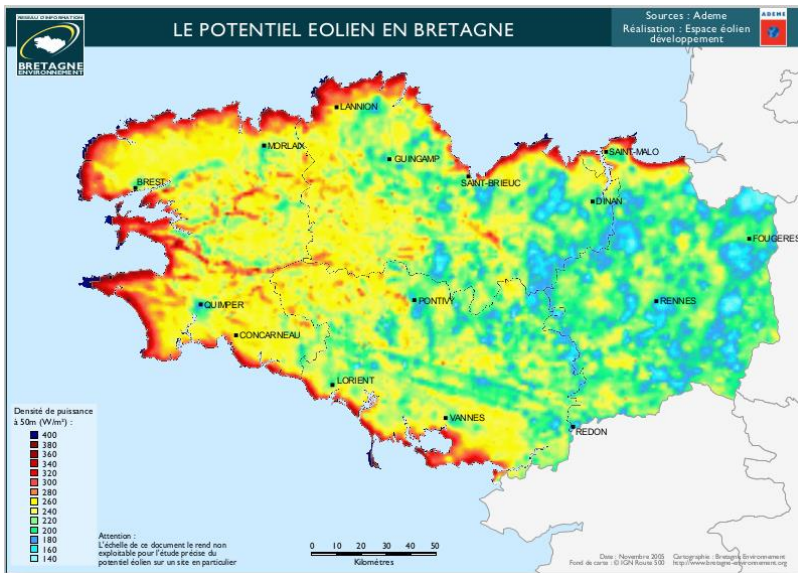 RESEAU D'INFORMATION
BRETAGNE
ENVIRONNEMENT
LE POTENTIEL EOLIEN EN BRETAGNE
Sources : Ademe
Réalisation : Espace éolien
développement
ADEME
LANNION
MORLAIX
GUINGAMP
SAINT-MALO
BREST
SAINT-BRIEUC
DINAN
FOUGERES
QUIMPER
PONTIVY
RENNES
CONCARNEAU
LORIENT
VANNES
REDON
Densité de puissance
à 50m (W/m²) :
400
380
360
340
320
300
280
260
240
220
200
180
160
140
Attention :
L'échelle de ce document le rend non
exploitable pour l'étude précise du
potentiel éolien sur un site en particulier
0 10 20 30 40 50
Kilomètres
Date : Novembre 2005 Cartographie : Bretagne Environnement
Fond de carte : © IGN Route 500 http://www.bretagne-environnement.org